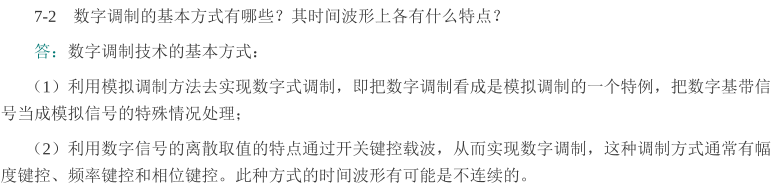 7-2 数字调制的基本方式有哪些？其时间波形上各有什么特点？
答：数字调制技术的基本方式：
（1）利用模拟调制方法去实现数字式调制，即把数字调制看成是模拟调制的一个特例，把数字基带信
号当成模拟信号的特殊情况处理；
（2）利用数字信号的离散取值的特点通过开关键控载波，从而实现数字调制，这种调制方式通常有幅
度键控、频率键控和相位键控。此种方式的时间波形有可能是不连续的。